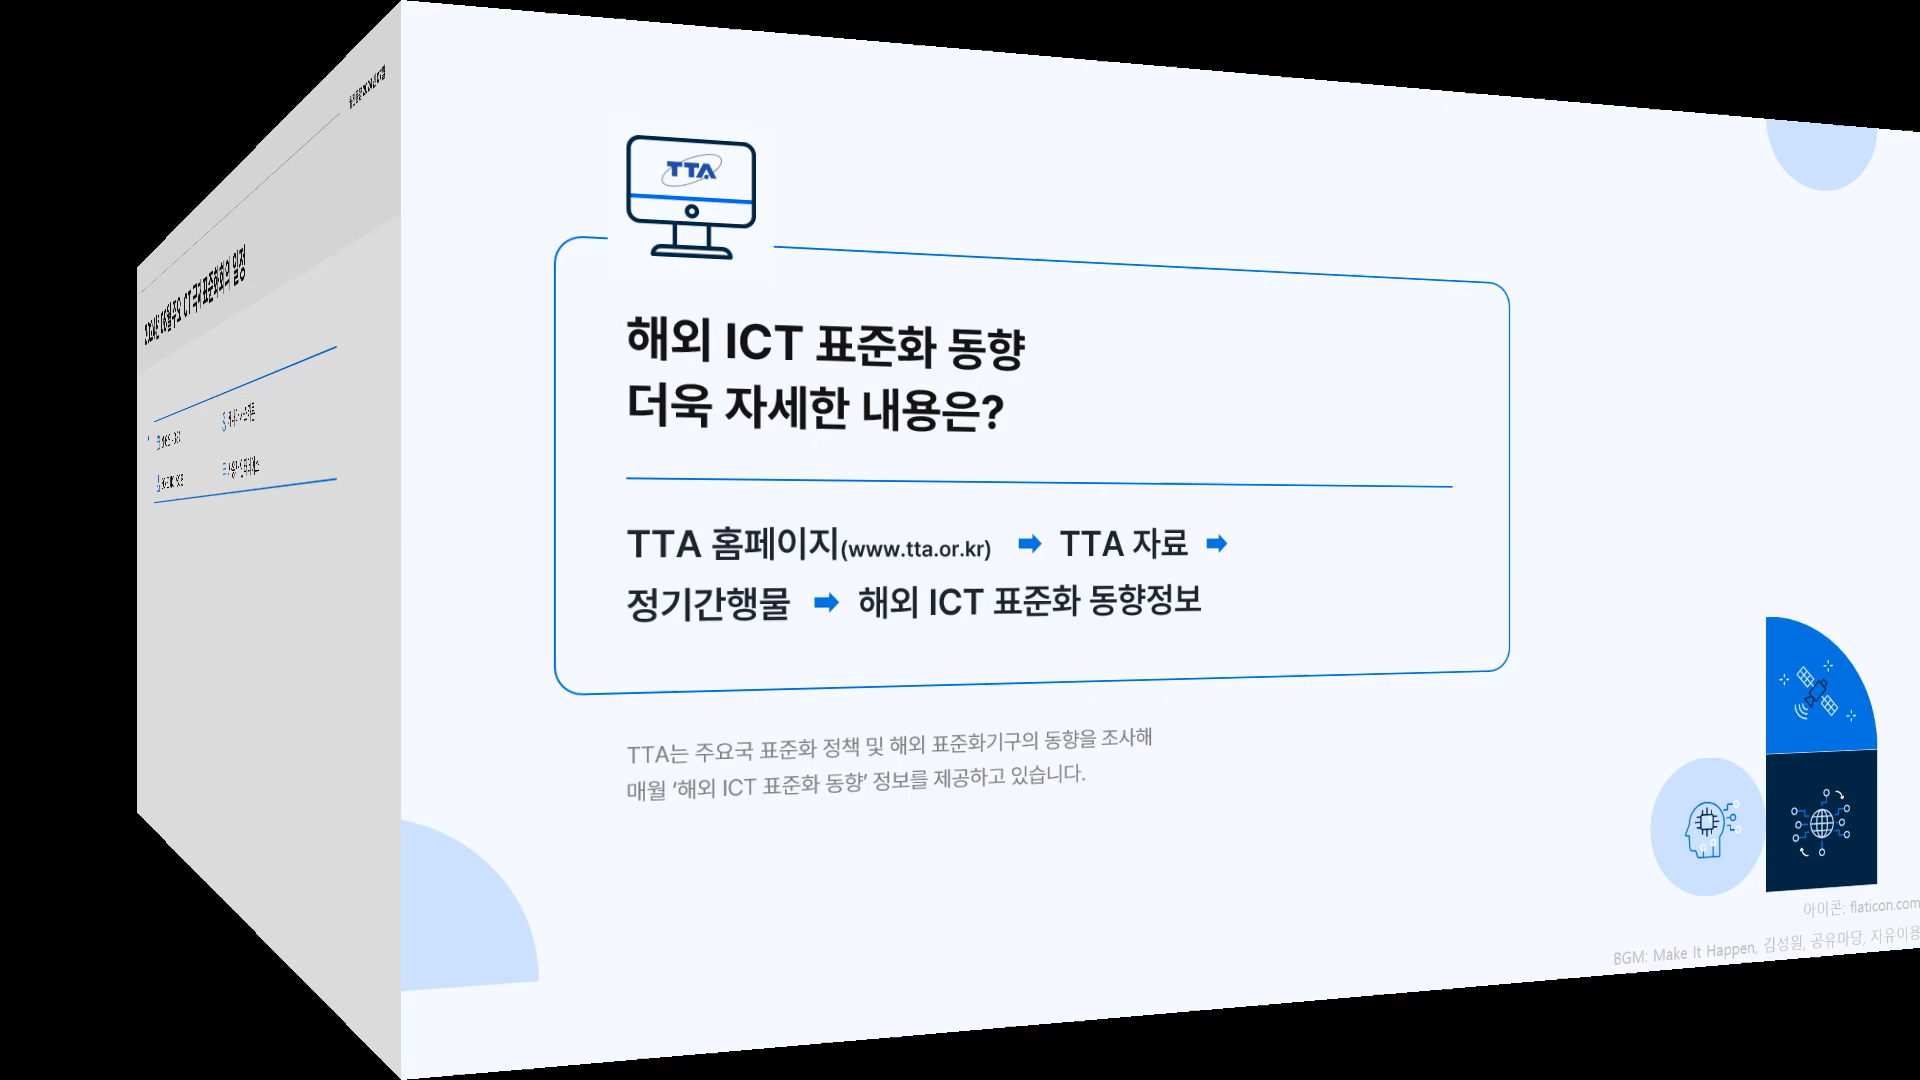 TTA
해외 ICT 표준화 동향
더욱 자세한 내용은?
TTA 홈페이지(www.tta.or.kr) ➡ TTA 자료 ➡
정기간행물 ➡ 해외 ICT 표준화 동향정보
TTA는 주요국 표준화 정책 및 해외 표준화기구의 동향을 조사해
매월 ‘해외 ICT 표준화 동향’ 정보를 제공하고 있습니다.
아이콘: flaticon.com
BGM: Make It Happen, 김성원, 공유마당, 자유이용